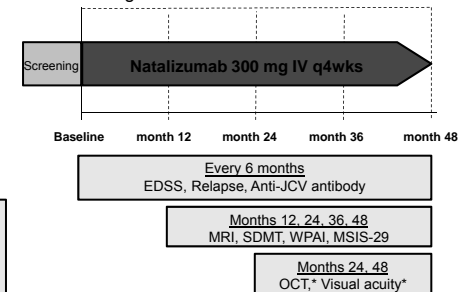 Screening
Natalizumab 300 mg IV q4wks
Baseline month 12 month 24 month 36 month 48
Every 6 months
EDSS, Relapse, Anti-JCV antibody
Months 12, 24, 36, 48
MRI, SDMT, WPAI, MSIS-29
Months 24, 48
OCT,* Visual acuity*